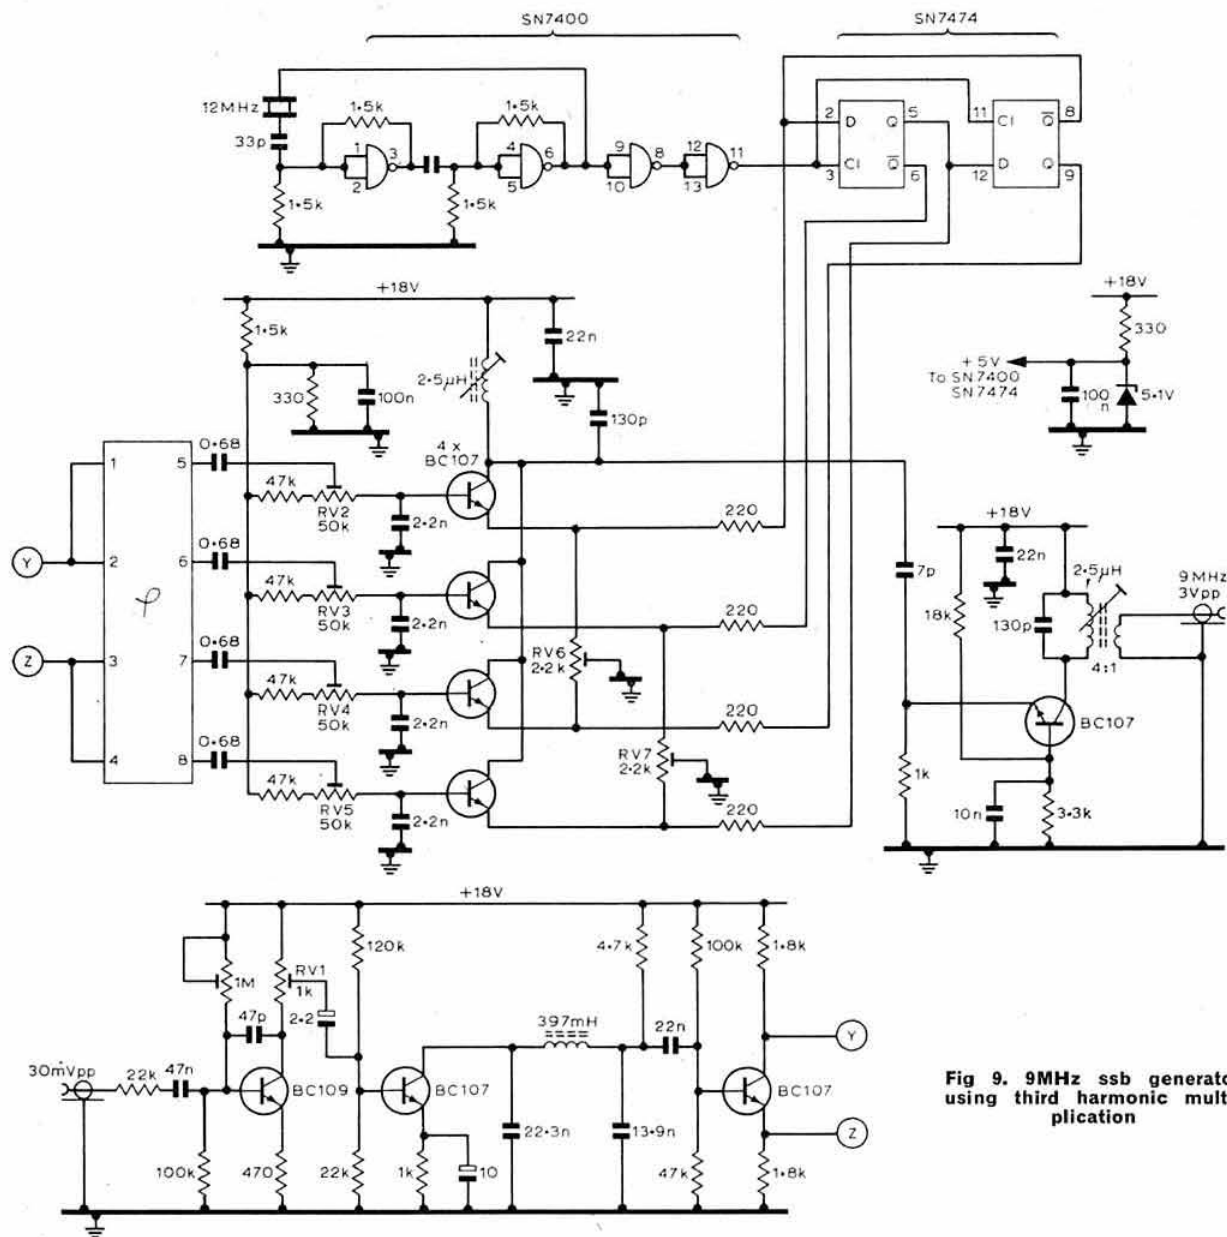 SN7400
SN7474
12MHz
33p
1·5k
1·5k
1·5k
1·5k
1
2
3
4
5
6
9
10
8
12
13
11
2
D
Q
5
3
Cl
Q̅
6
11
Cl
Q̅
8
12
D
Q
9
+18V
1·5k
330
100n
2·5µH
22n
130p
+18V
330
+5V
To SN7400
SN7474
100
n
5·1V
4 x
BC107
Y
Z
1
2
3
4
5
6
7
8
φ
0·68
47k
RV2
50k
2·2n
220
0·68
47k
RV3
50k
2·2n
220
RV6
2·2k
0·68
47k
RV4
50k
2·2n
220
RV7
2·2k
0·68
47k
RV5
50k
2·2n
220
7p
1k
+18V
22n
18k
2·5µH
130p
4:1
9MHz
3Vpp
BC107
10n
3·3k
+18V
1M
RV1
1k
2·2
47p
30mVpp
22k
47n
BC109
100k
470
120k
22k
BC107
1k
10
397mH
22·3n
13·9n
4·7k
22n
100k
47k
1·8k
BC107
1·8k
Y
Z
Fig 9. 9MHz ssb generato
using third harmonic mult
plication